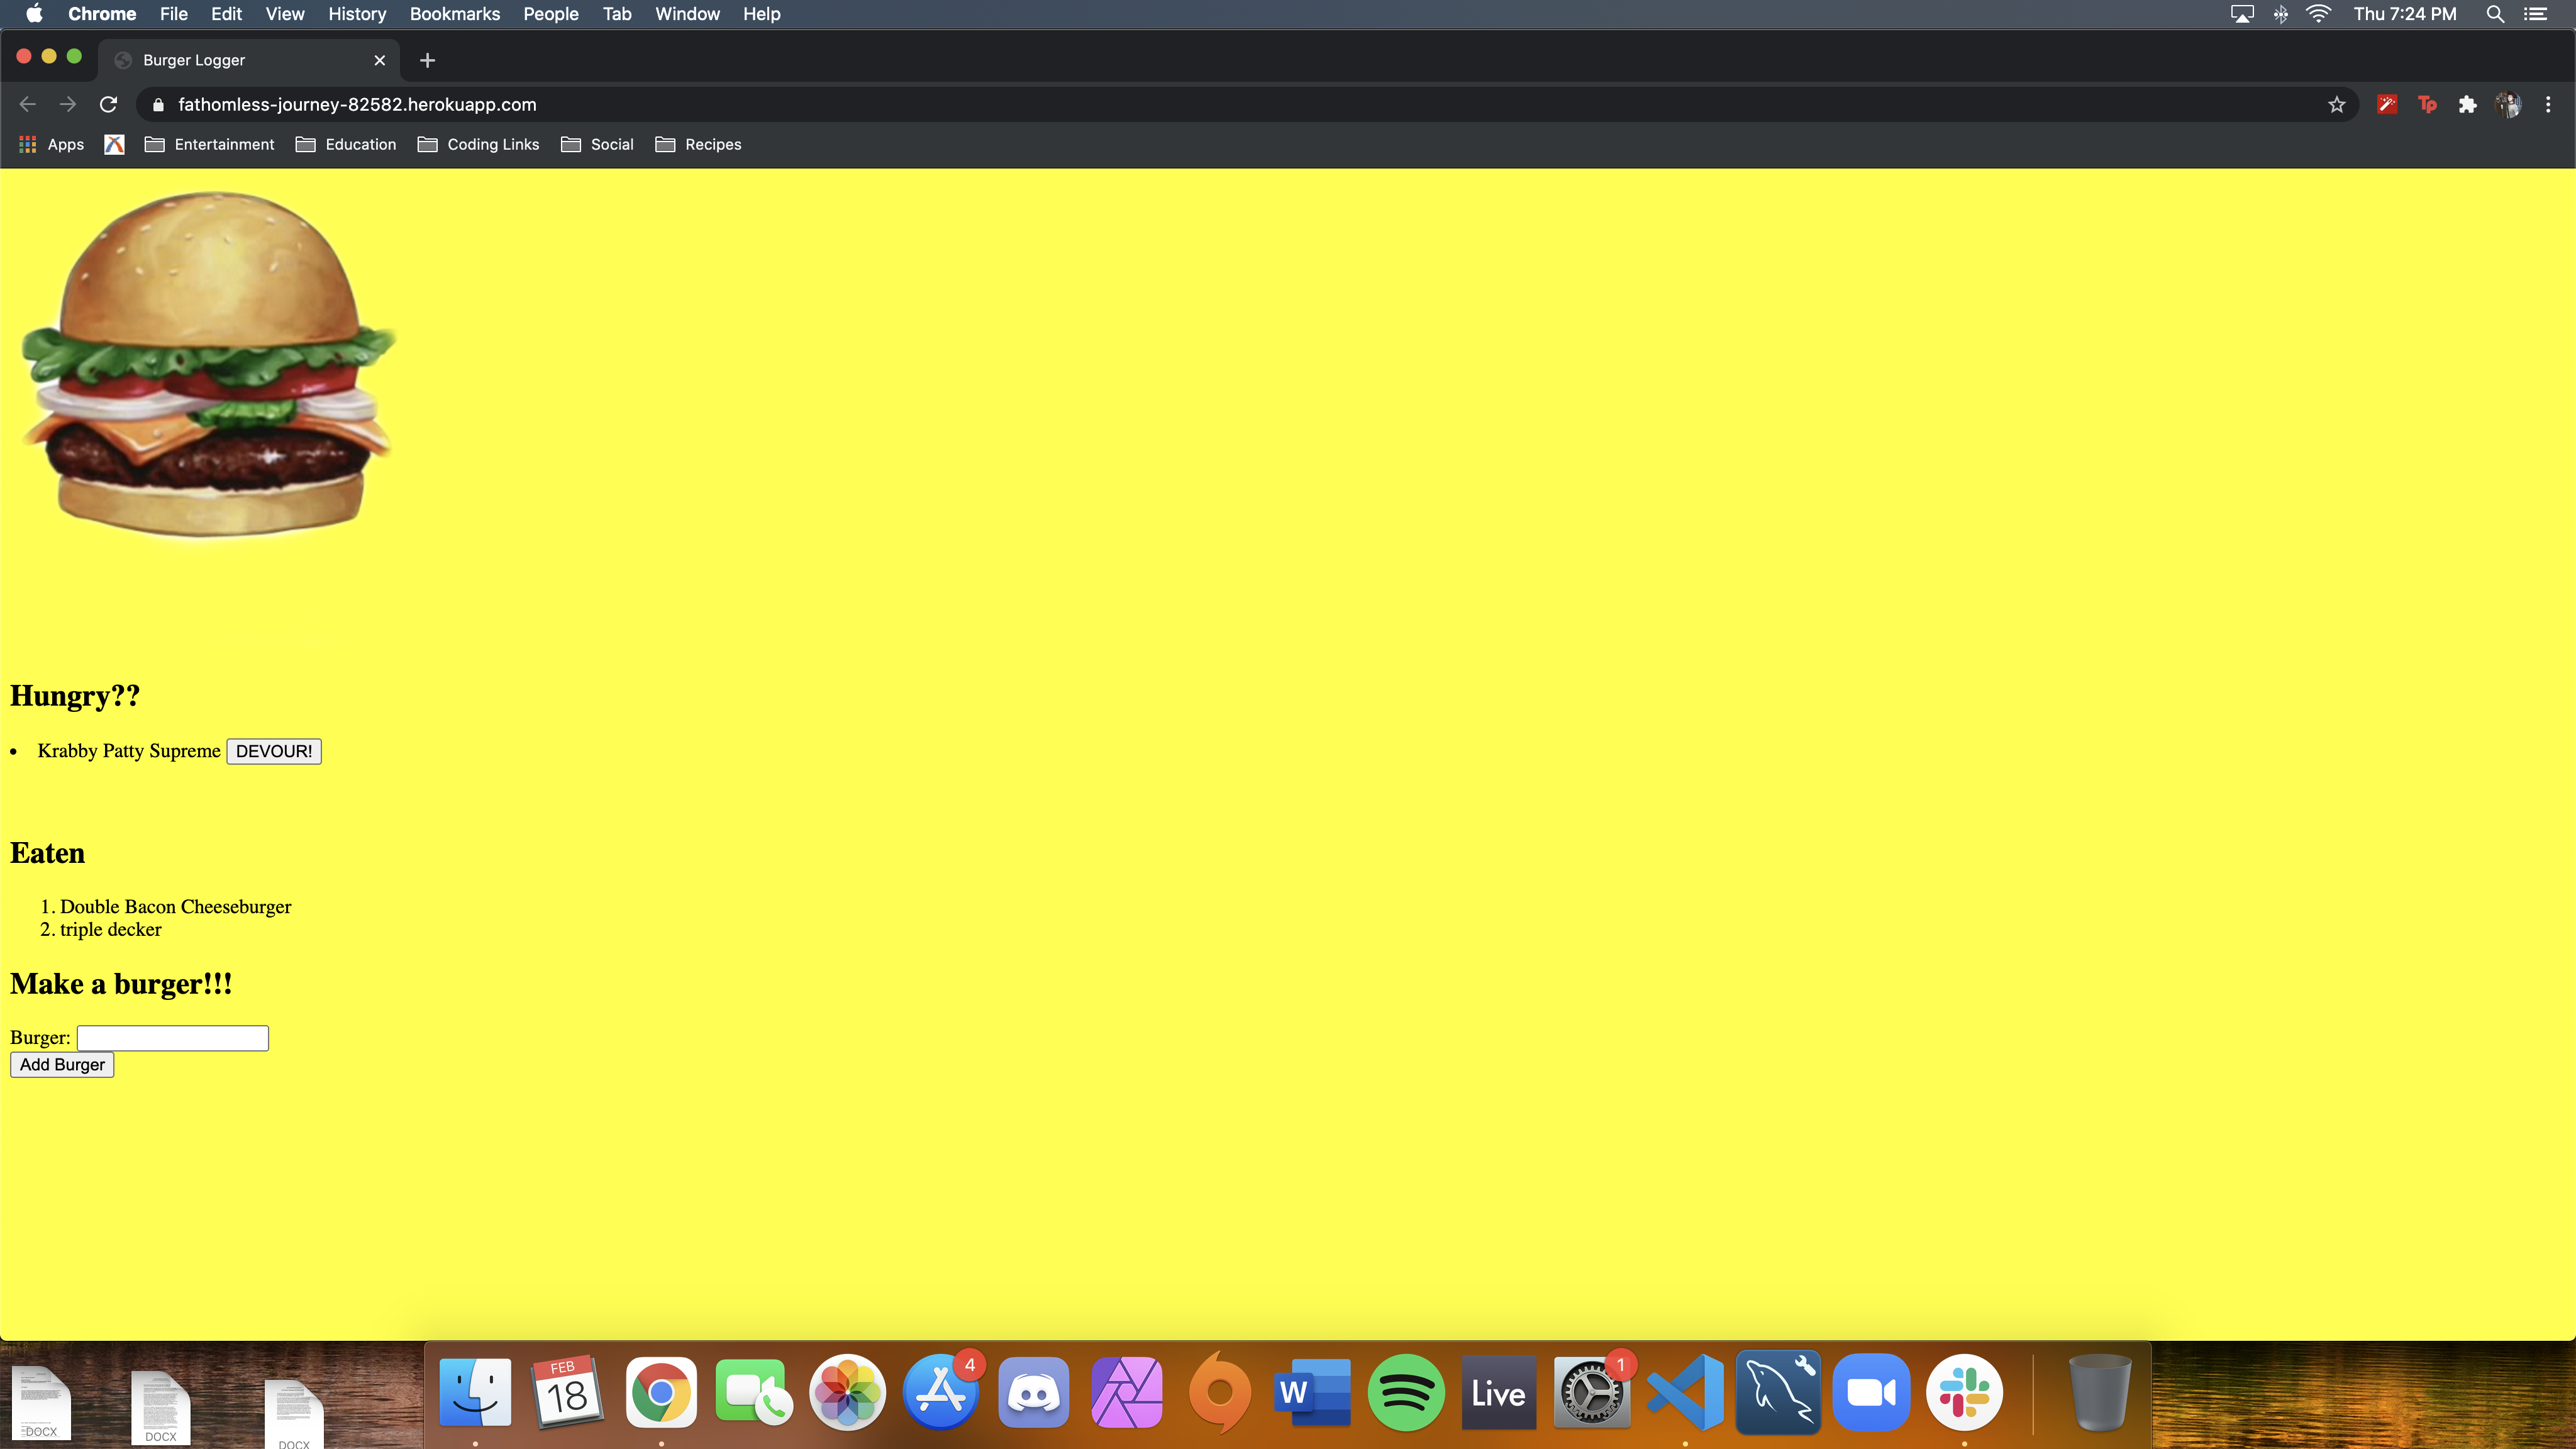 Chrome File Edit View History Bookmarks People Tab Window Help Thu 7:24 PM
Burger Logger
fathomless-journey-82582.herokuapp.com Tp
Apps Entertainment Education Coding Links Social Recipes
Hungry??
• Krabby Patty Supreme DEVOUR!
Eaten
1. Double Bacon Cheeseburger
2. triple decker
Make a burger!!!
Burger:
Add Burger
FEB
18
4
W
Live
1
DOCX
DOCX
DOCX